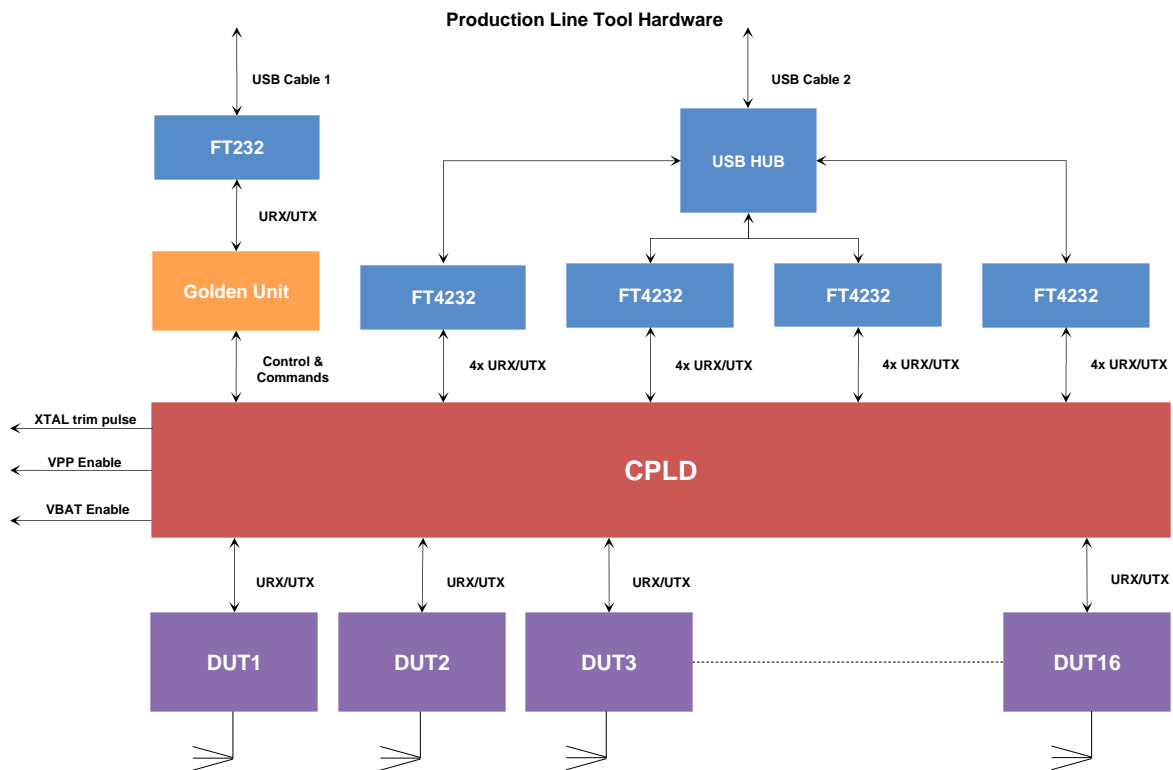 Production Line Tool Hardware
USB Cable 1
USB Cable 2
FT232
USB HUB
URX/UTX
Golden Unit
FT4232
FT4232
FT4232
FT4232
Control &
Commands
4x URX/UTX
4x URX/UTX
4x URX/UTX
4x URX/UTX
XTAL trim pulse
VPP Enable
VBAT Enable
CPLD
URX/UTX
URX/UTX
URX/UTX
URX/UTX
DUT1
DUT2
DUT3
DUT16